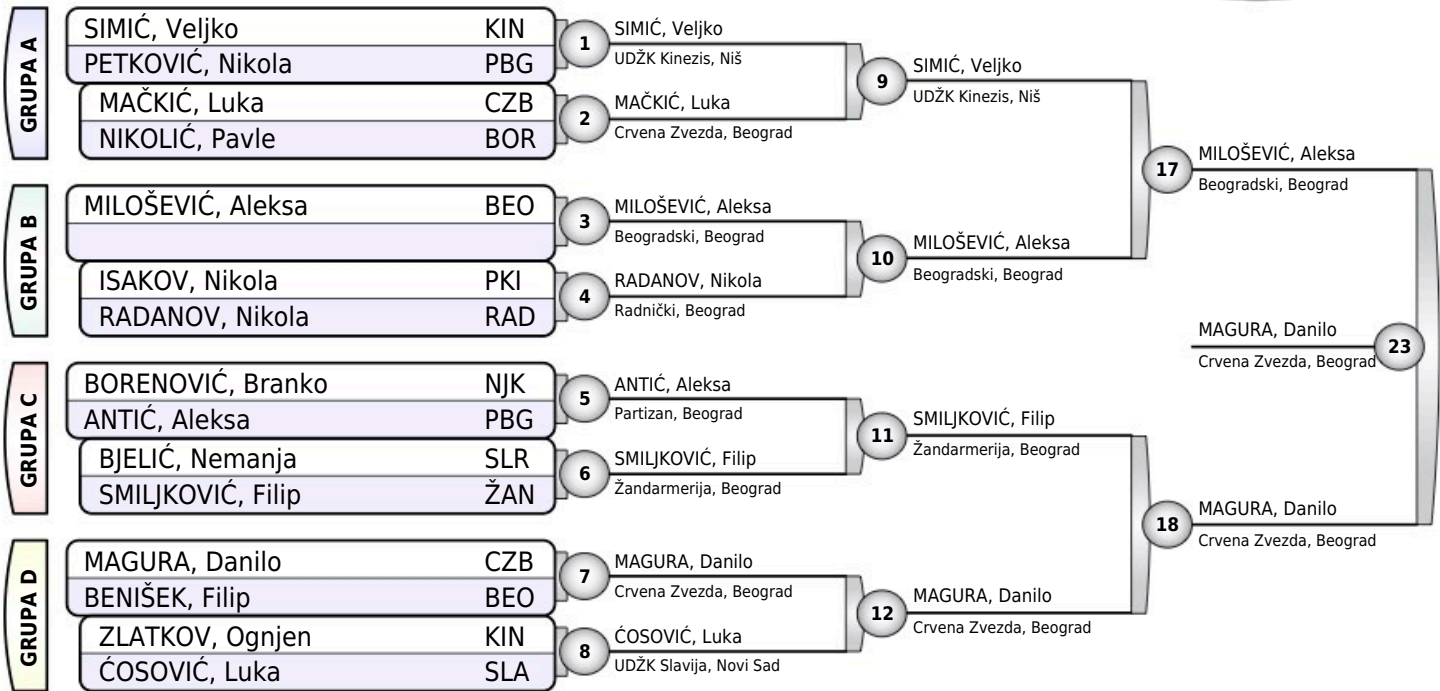 GRUPA A
SIMIĆ, Veljko KIN
PETKOVIĆ, Nikola PBG
MAČKIĆ, Luka CZB
NIKOLIĆ, Pavle BOR
GRUPA B
MILOŠEVIĆ, Aleksa BEO
ISAKOV, Nikola PKI
RADANOV, Nikola RAD
GRUPA C
BORENOVIĆ, Branko NJK
ANTIĆ, Aleksa PBG
BJELIĆ, Nemanja SLR
SMILJKOVIĆ, Filip ŽAN
GRUPA D
MAGURA, Danilo CZB
BENIŠEK, Filip BEO
ZLATKOV, Ognjen KIN
ĆOSOVIĆ, Luka SLA
1
SIMIĆ, Veljko
UDŽK Kinezis, Niš
2
MAČKIĆ, Luka
Crvena Zvezda, Beograd
3
MILOŠEVIĆ, Aleksa
Beogradski, Beograd
4
RADANOV, Nikola
Radnički, Beograd
5
ANTIĆ, Aleksa
Partizan, Beograd
6
SMILJKOVIĆ, Filip
Žandarmerija, Beograd
7
MAGURA, Danilo
Crvena Zvezda, Beograd
8
ĆOSOVIĆ, Luka
UDŽK Slavija, Novi Sad
9
SIMIĆ, Veljko
UDŽK Kinezis, Niš
10
MILOŠEVIĆ, Aleksa
Beogradski, Beograd
11
SMILJKOVIĆ, Filip
Žandarmerija, Beograd
12
MAGURA, Danilo
Crvena Zvezda, Beograd
17
MILOŠEVIĆ, Aleksa
Beogradski, Beograd
18
MAGURA, Danilo
Crvena Zvezda, Beograd
MAGURA, Danilo
Crvena Zvezda, Beograd
23